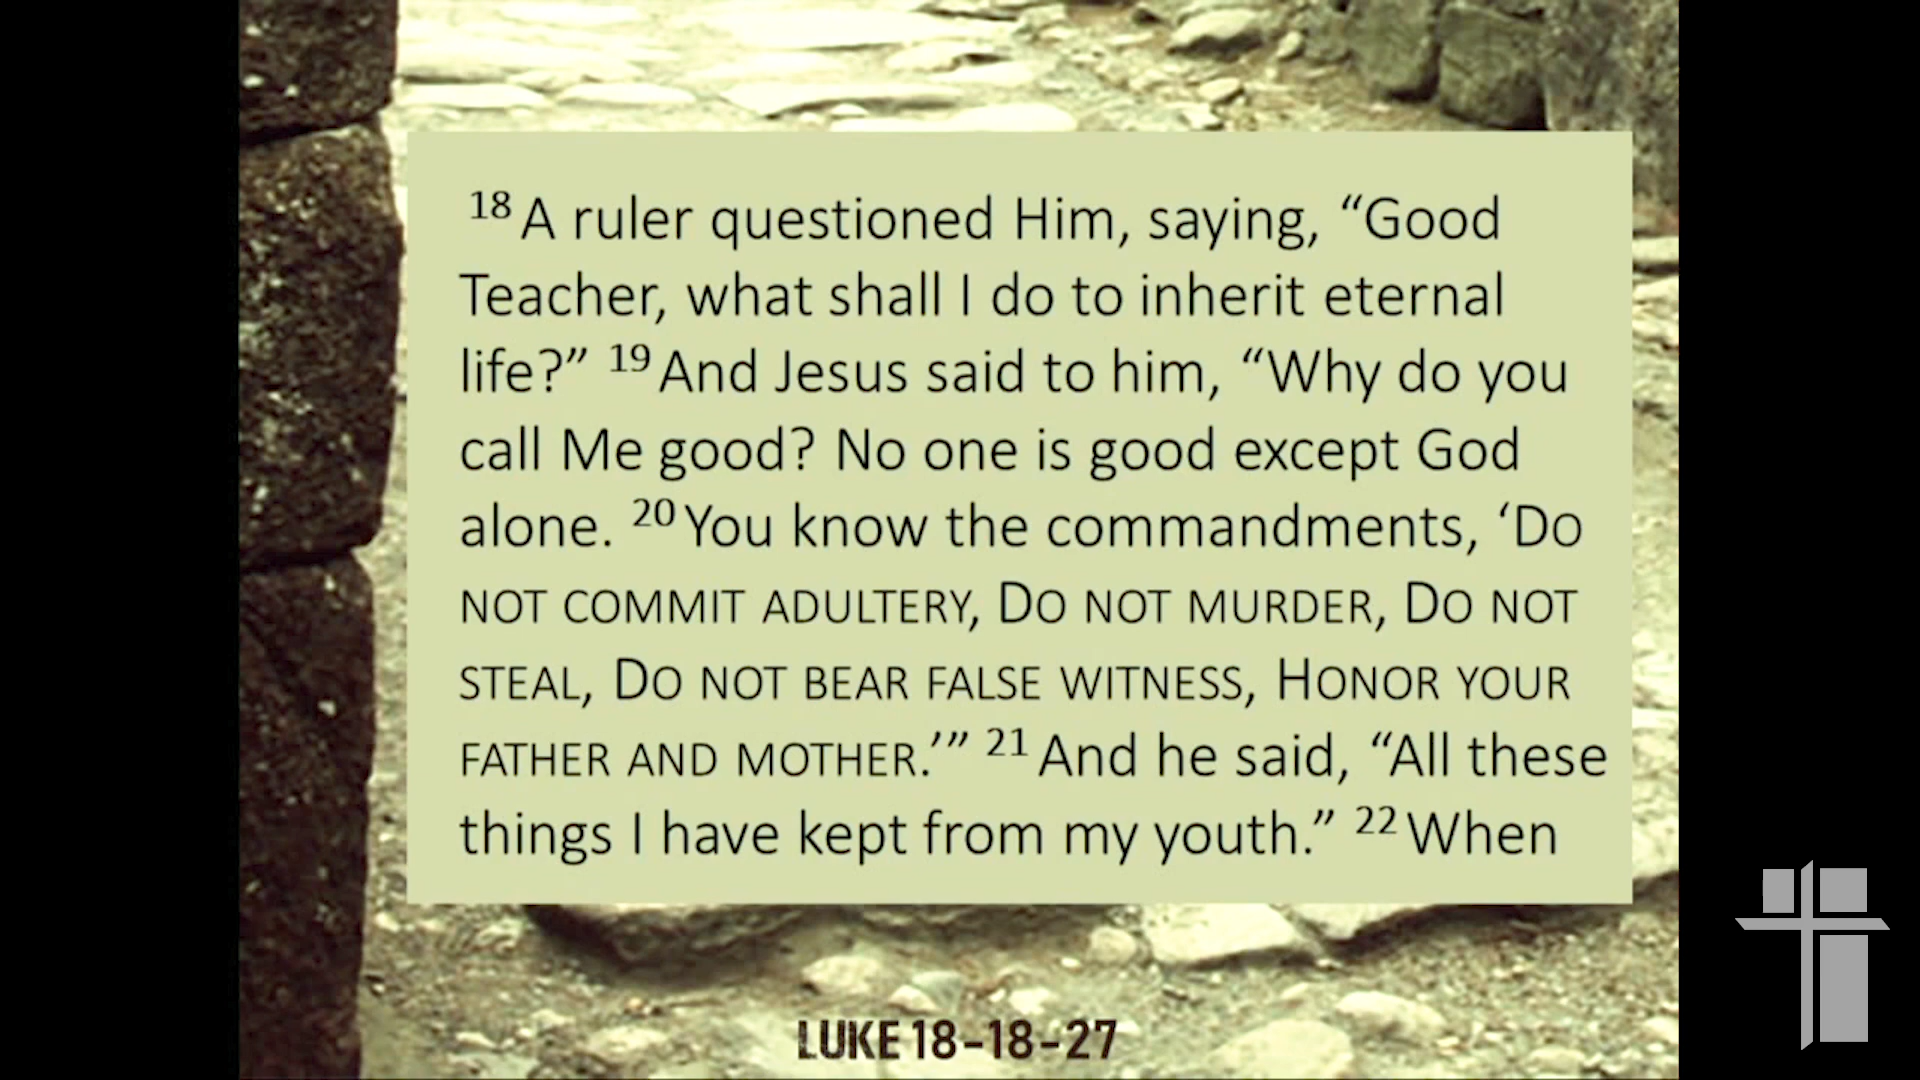 18 A ruler questioned Him, saying, “Good
Teacher, what shall I do to inherit eternal
life?” 19 And Jesus said to him, “Why do you
call Me good? No one is good except God
alone. 20 You know the commandments, ‘DO
NOT COMMIT ADULTERY, DO NOT MURDER, DO NOT
STEAL, DO NOT BEAR FALSE WITNESS, HONOR YOUR
FATHER AND MOTHER.’” 21 And he said, “All these
things I have kept from my youth.” 22 When
LUKE 18-18-27